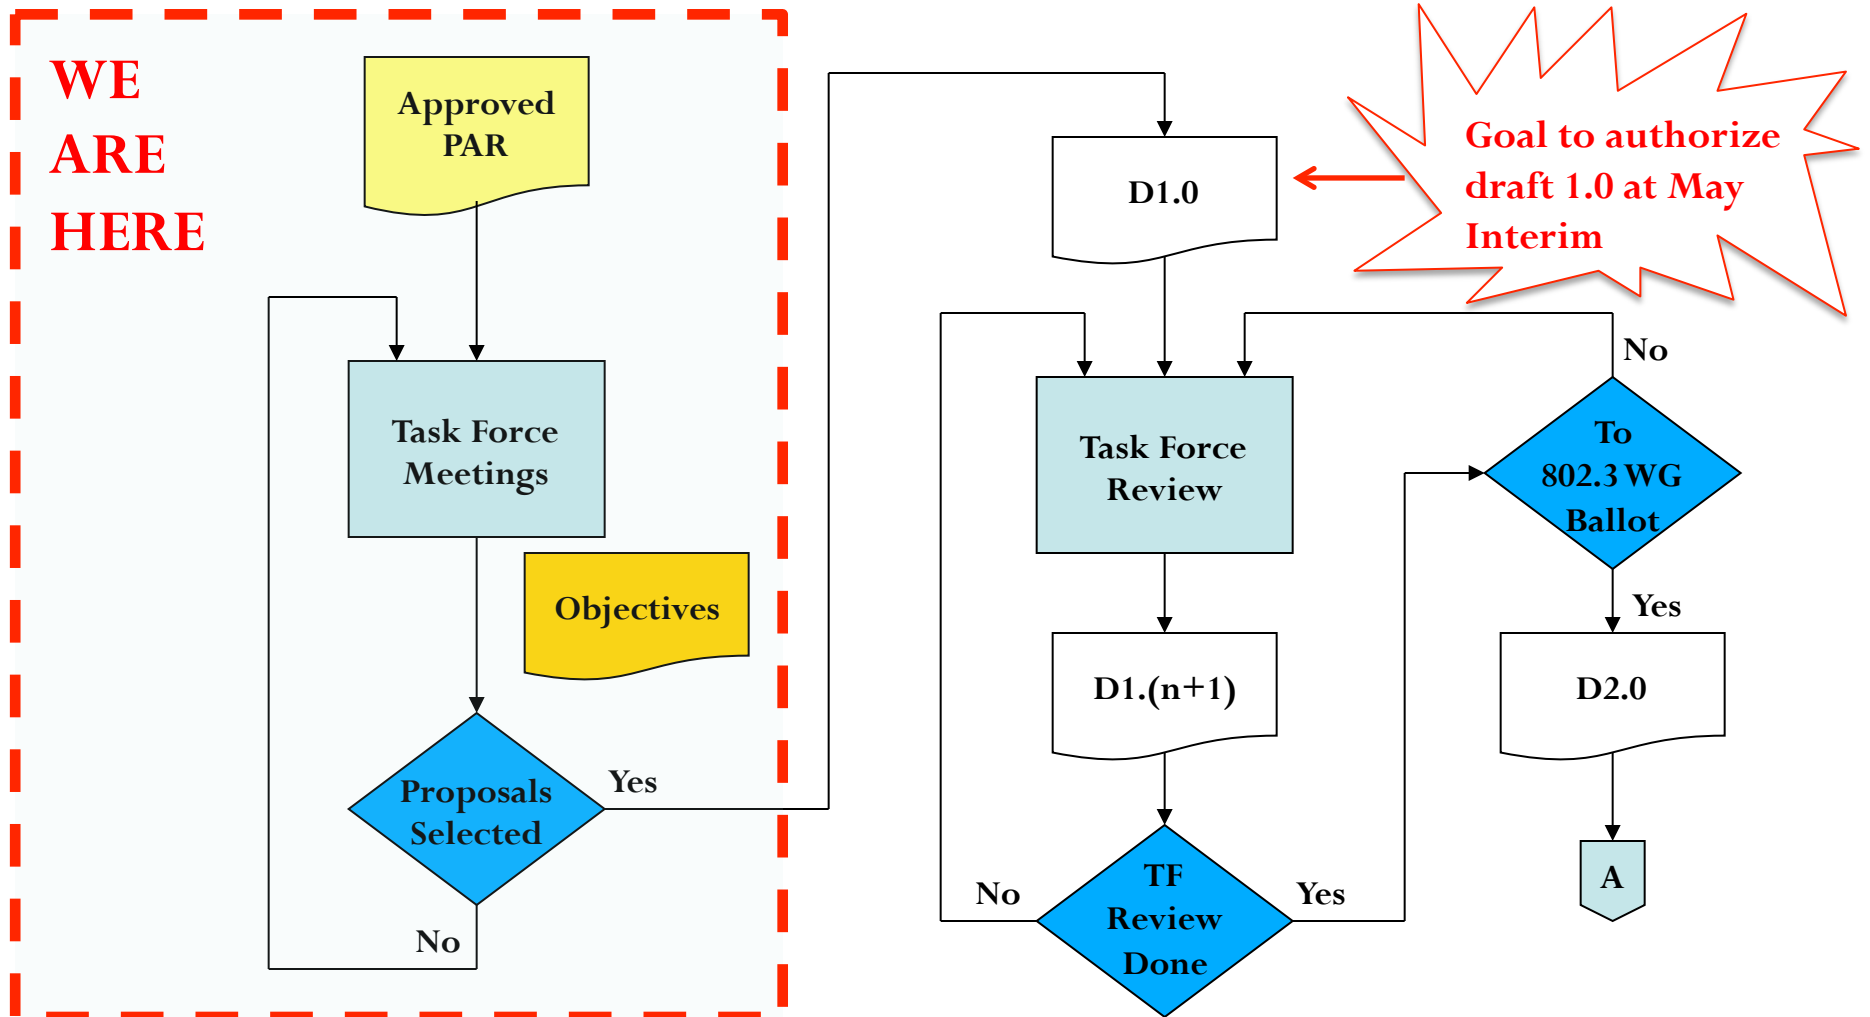 WE
ARE
HERE
Approved
PAR
Task Force
Meetings
Objectives
Proposals
Selected
Yes
No
D1.0
Goal to authorize
draft 1.0 at May
Interim
Task Force
Review
D1.(n+1)
TF
Review
Done
No
Yes
No
To
802.3 WG
Ballot
Yes
D2.0
A